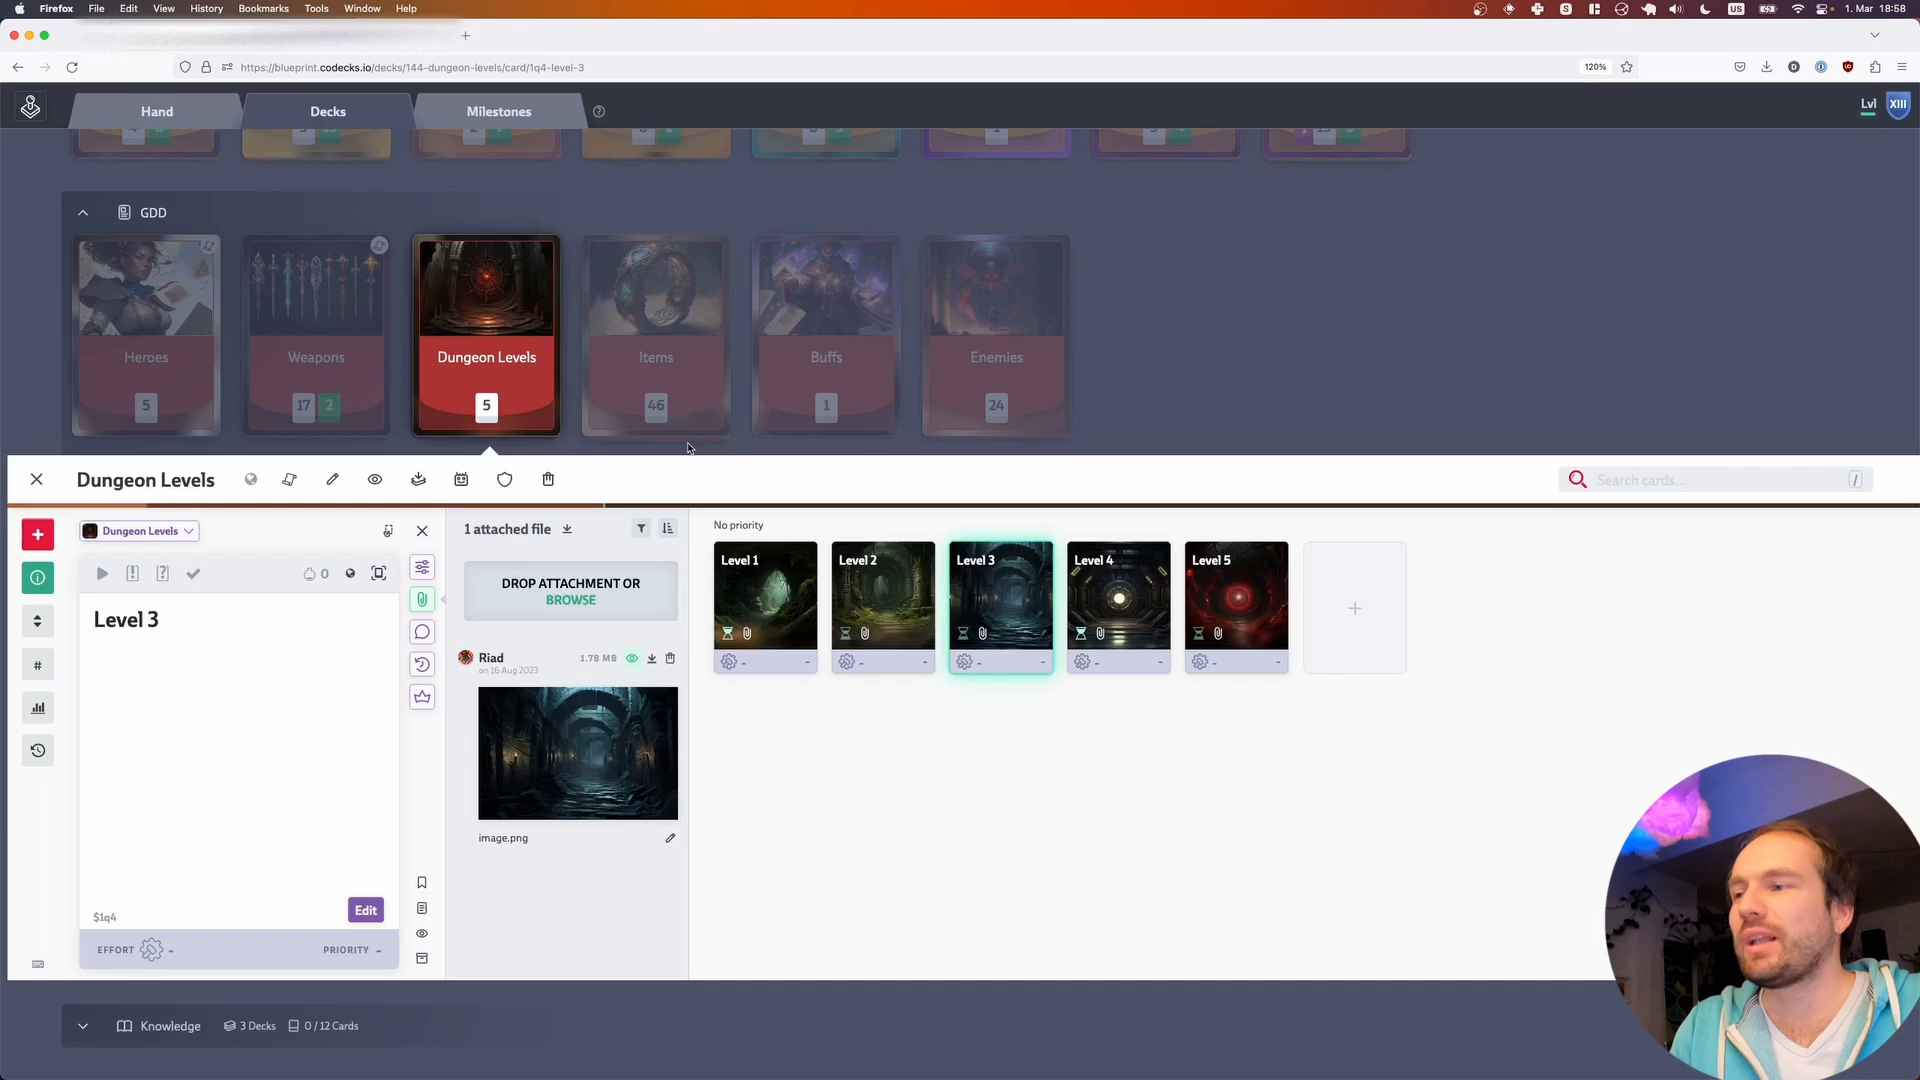 Firefox File Edit View History Bookmarks Tools Window Help
US 1. Mar 18:58
https://blueprint.codecks.io/decks/144-dungeon-levels/card/1q4-level-3
120%
Hand Decks Milestones
Lvl XIII
GDD
Heroes Weapons Dungeon Levels Items Buffs Enemies
5 17 2 5 46 1 24
Dungeon Levels
Search cards... /
Dungeon Levels
1 attached file
No priority
DROP ATTACHMENT OR
BROWSE
Level 1 Level 2 Level 3 Level 4 Level 5
0
Level 3
Riad 1.78 MB
on 16 Aug 2023
- - - - - - - - - -
image.png
$1q4
Edit
EFFORT - PRIORITY -
Knowledge 3 Decks 0 / 12 Cards